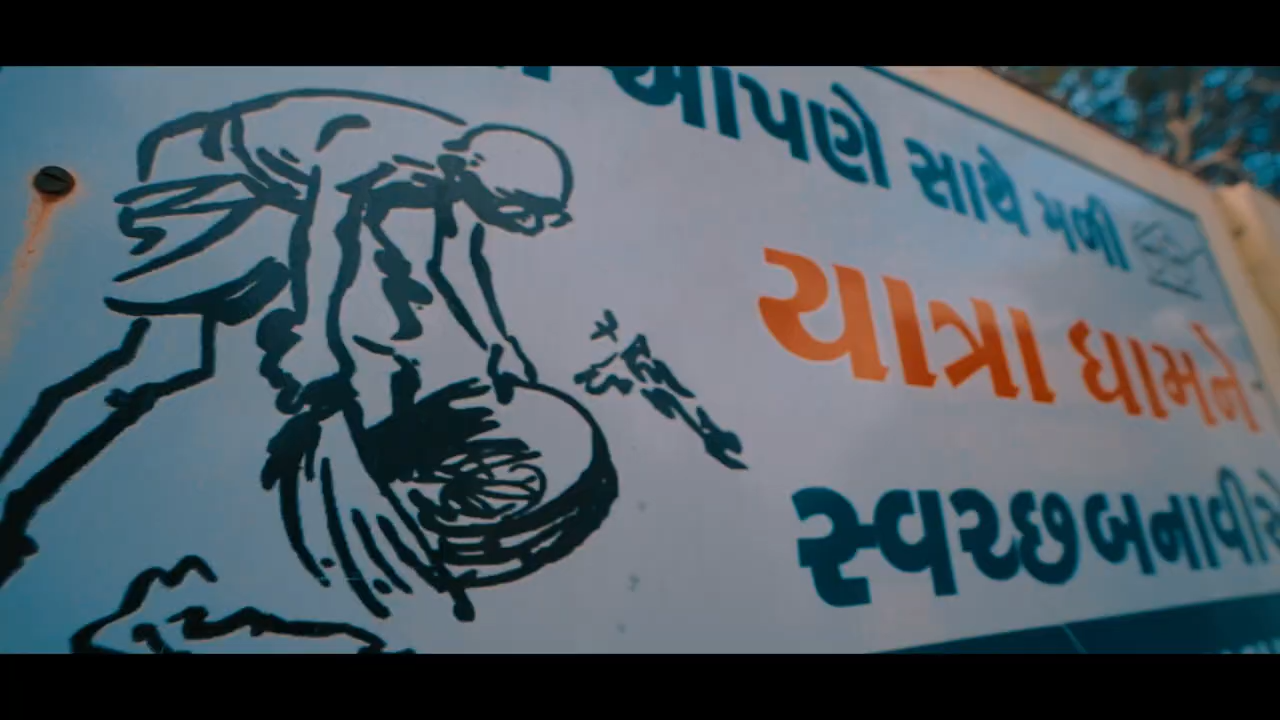 આપણે સાથે મળી
યાત્રા ધામને
સ્વચ્છ બનાવીએ